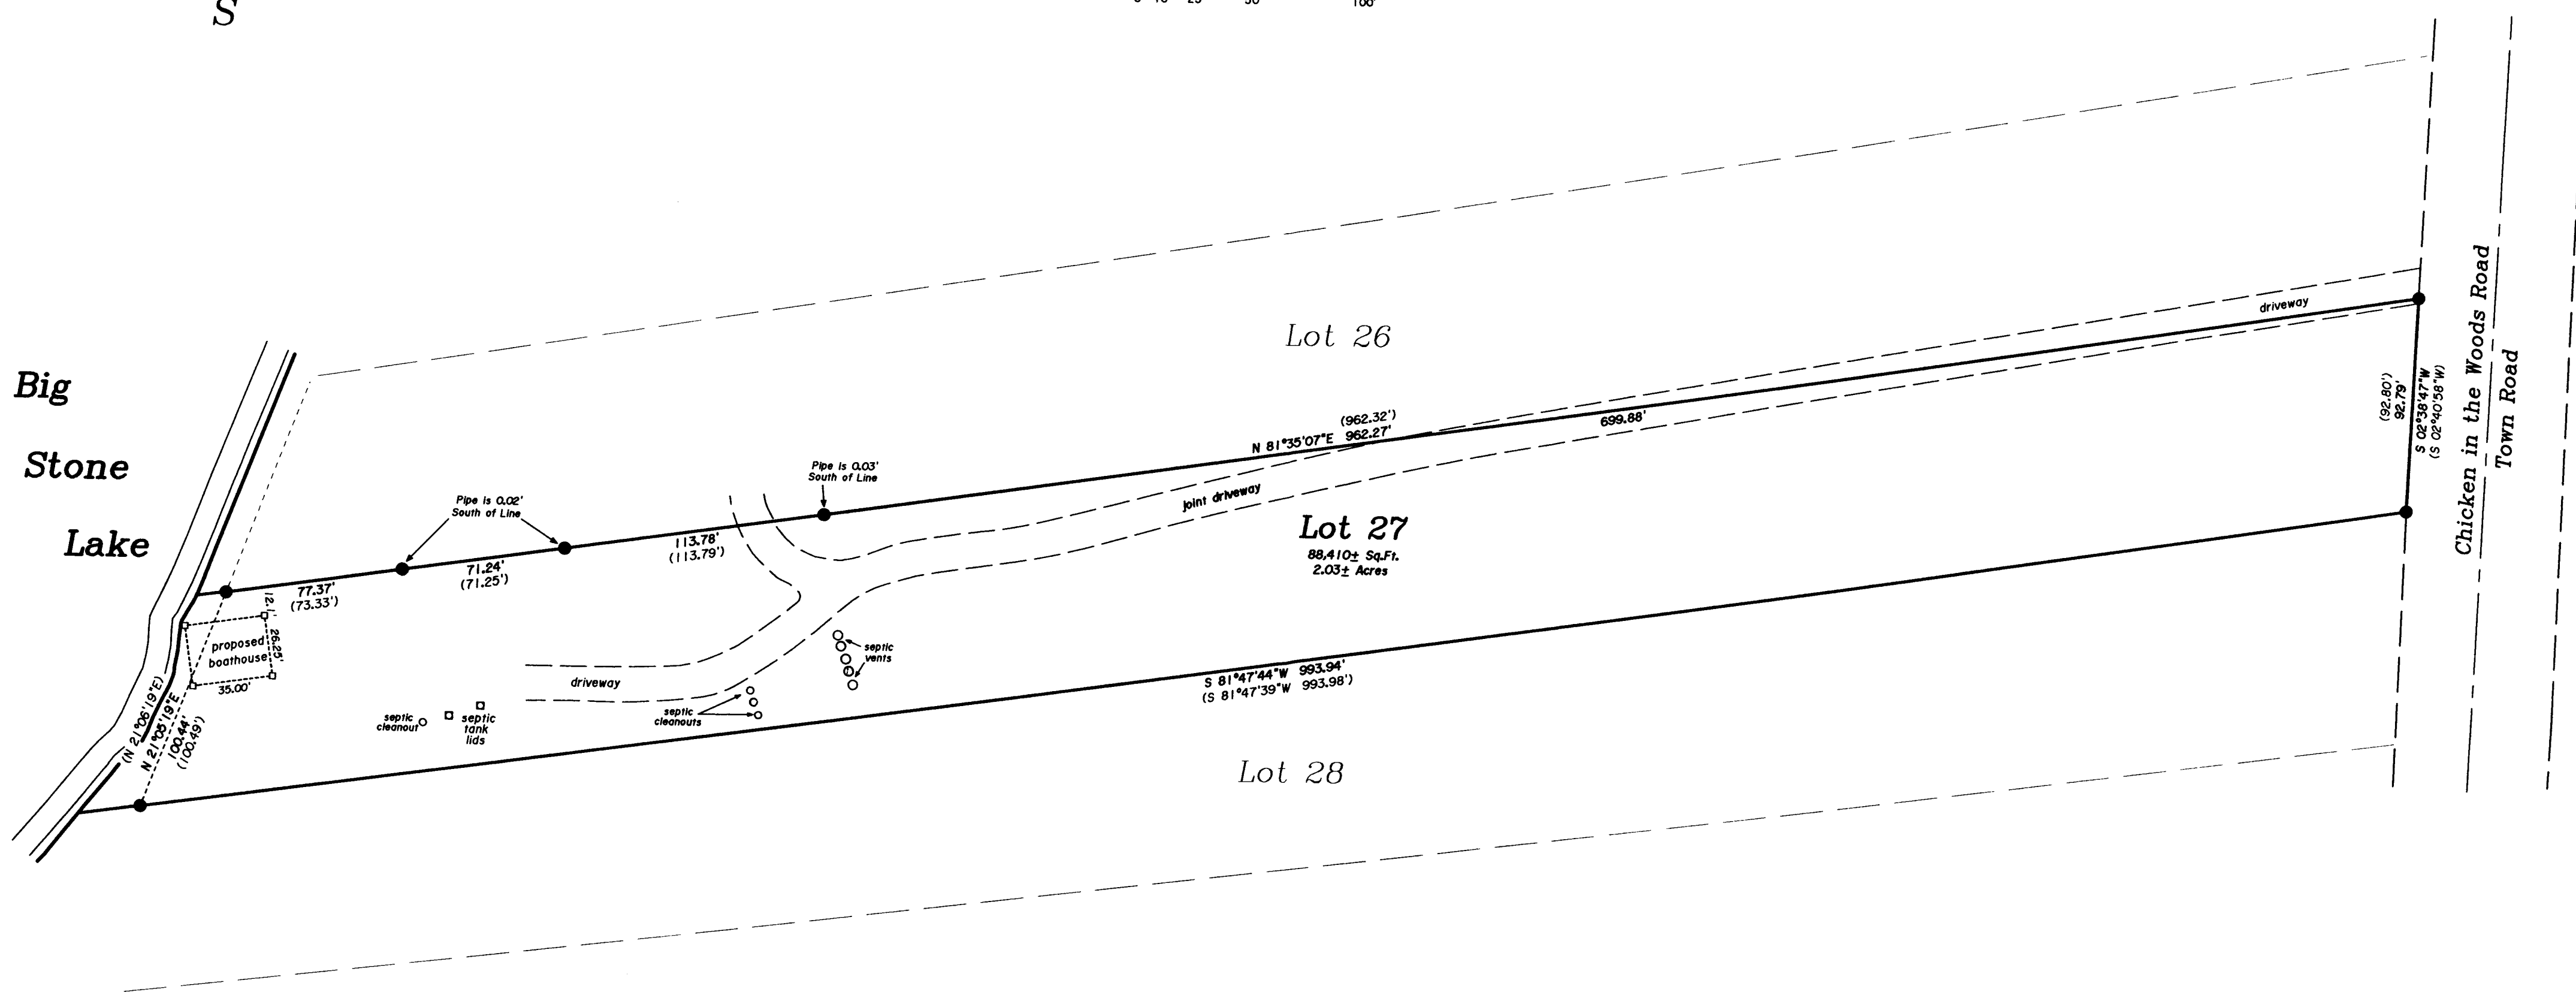 S
0 10 25 50 100'
Big
Stone
Lake
Lot 26
driveway
Chicken in the Woods Road
Town Road
(92.80')
92.79'
S 02°38'47"W
(S 02°40'58"W)
(962.32')
N 81°35'07"E 962.27'
699.88'
Pipe is 0.03'
South of Line
Pipe is 0.02'
South of Line
joint driveway
113.78'
(113.79')
71.24'
(71.25')
77.37'
(73.33')
Lot 27
88,410± Sq.Ft.
2.03± Acres
12.1'
26.25'
proposed
boathouse
35.00'
driveway
septic
vents
septic
cleanouts
septic
cleanout
septic
tank
lids
(N 21°06'19"E)
N 21°05'19"E
100.44'
(100.49')
S 81°47'44"W 993.94'
(S 81°47'39"W 993.98')
Lot 28